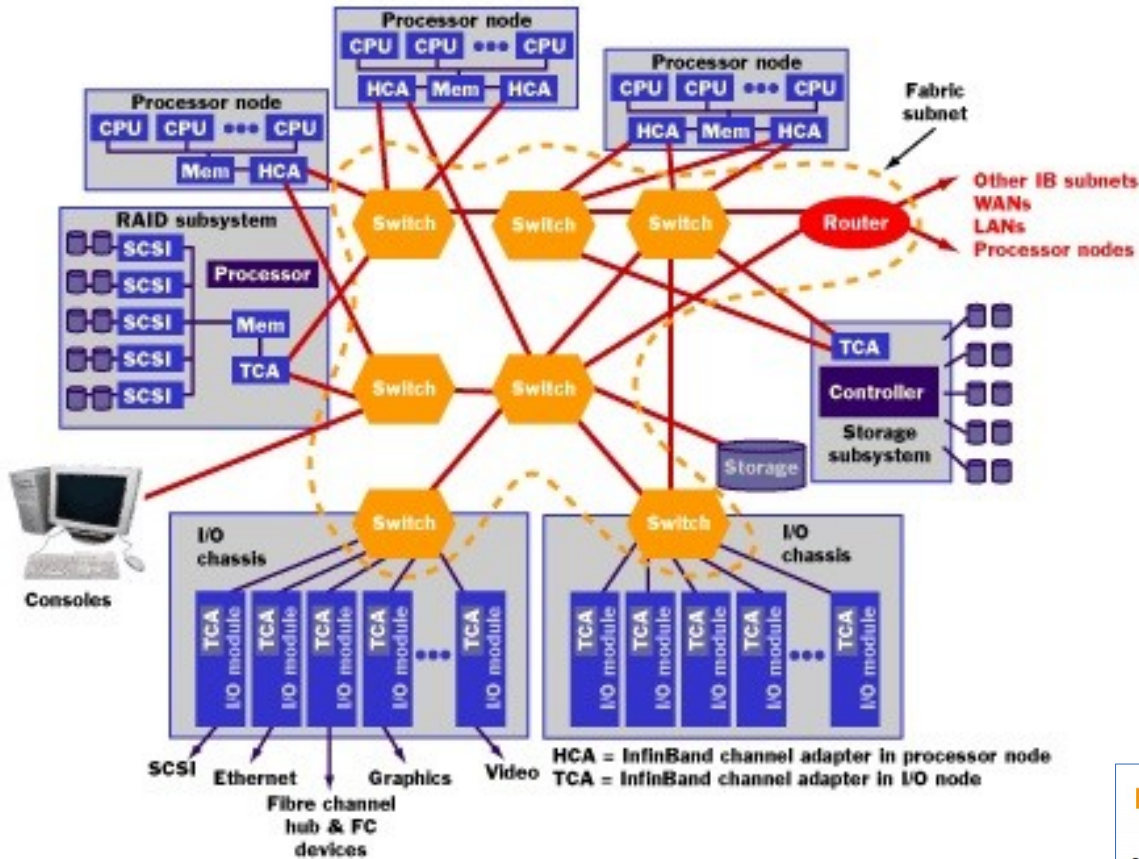 Processor node
CPU CPU ••• CPU
HCA Mem HCA
Processor node
CPU CPU ••• CPU
HCA Mem HCA
Processor node
CPU CPU ••• CPU
Mem HCA
Fabric
subnet
Switch
Switch
Switch
Router
Other IB subnets
WANs
LANs
Processor nodes
RAID subsystem
SCSI
SCSI
SCSI
SCSI
SCSI
Processor
Mem
TCA
Switch
Switch
TCA
Controller
Storage
subsystem
Storage
Consoles
Switch
I/O
chassis
TCA I/O module
TCA I/O module
TCA I/O module
TCA I/O module
•••
TCA I/O module
Switch
I/O
chassis
TCA I/O module
TCA I/O module
TCA I/O module
TCA I/O module
•••
TCA I/O module
SCSI
Ethernet
Fibre channel
hub & FC
devices
Graphics
Video
HCA = InfinBand channel adapter in processor node
TCA = InfinBand channel adapter in I/O node